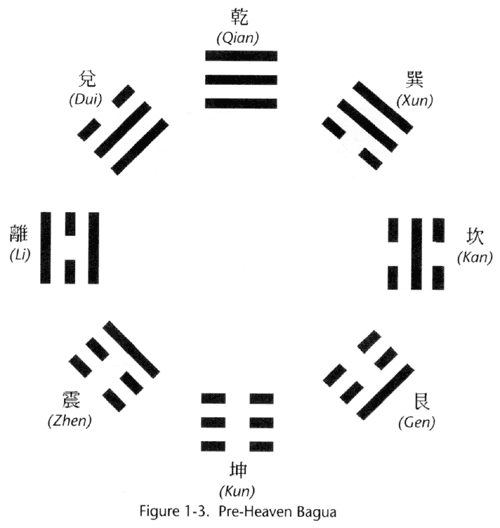 乾
(Qian)
兌
(Dui)
巽
(Xun)
離
(Li)
坎
(Kan)
震
(Zhen)
艮
(Gen)
坤
(Kun)
Figure 1-3. Pre-Heaven Bagua